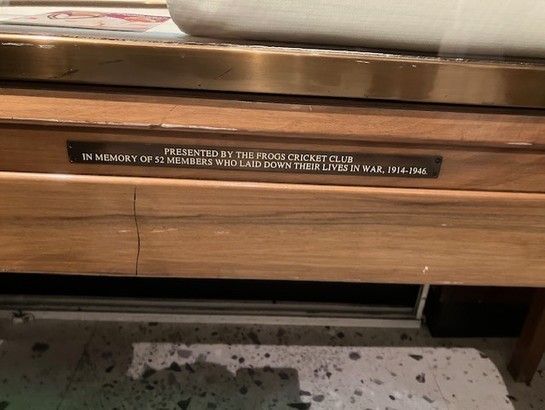 PRESENTED BY THE FROGS CRICKET CLUB
IN MEMORY OF 52 MEMBERS WHO LAID DOWN THEIR LIVES IN WAR, 1914-1946.